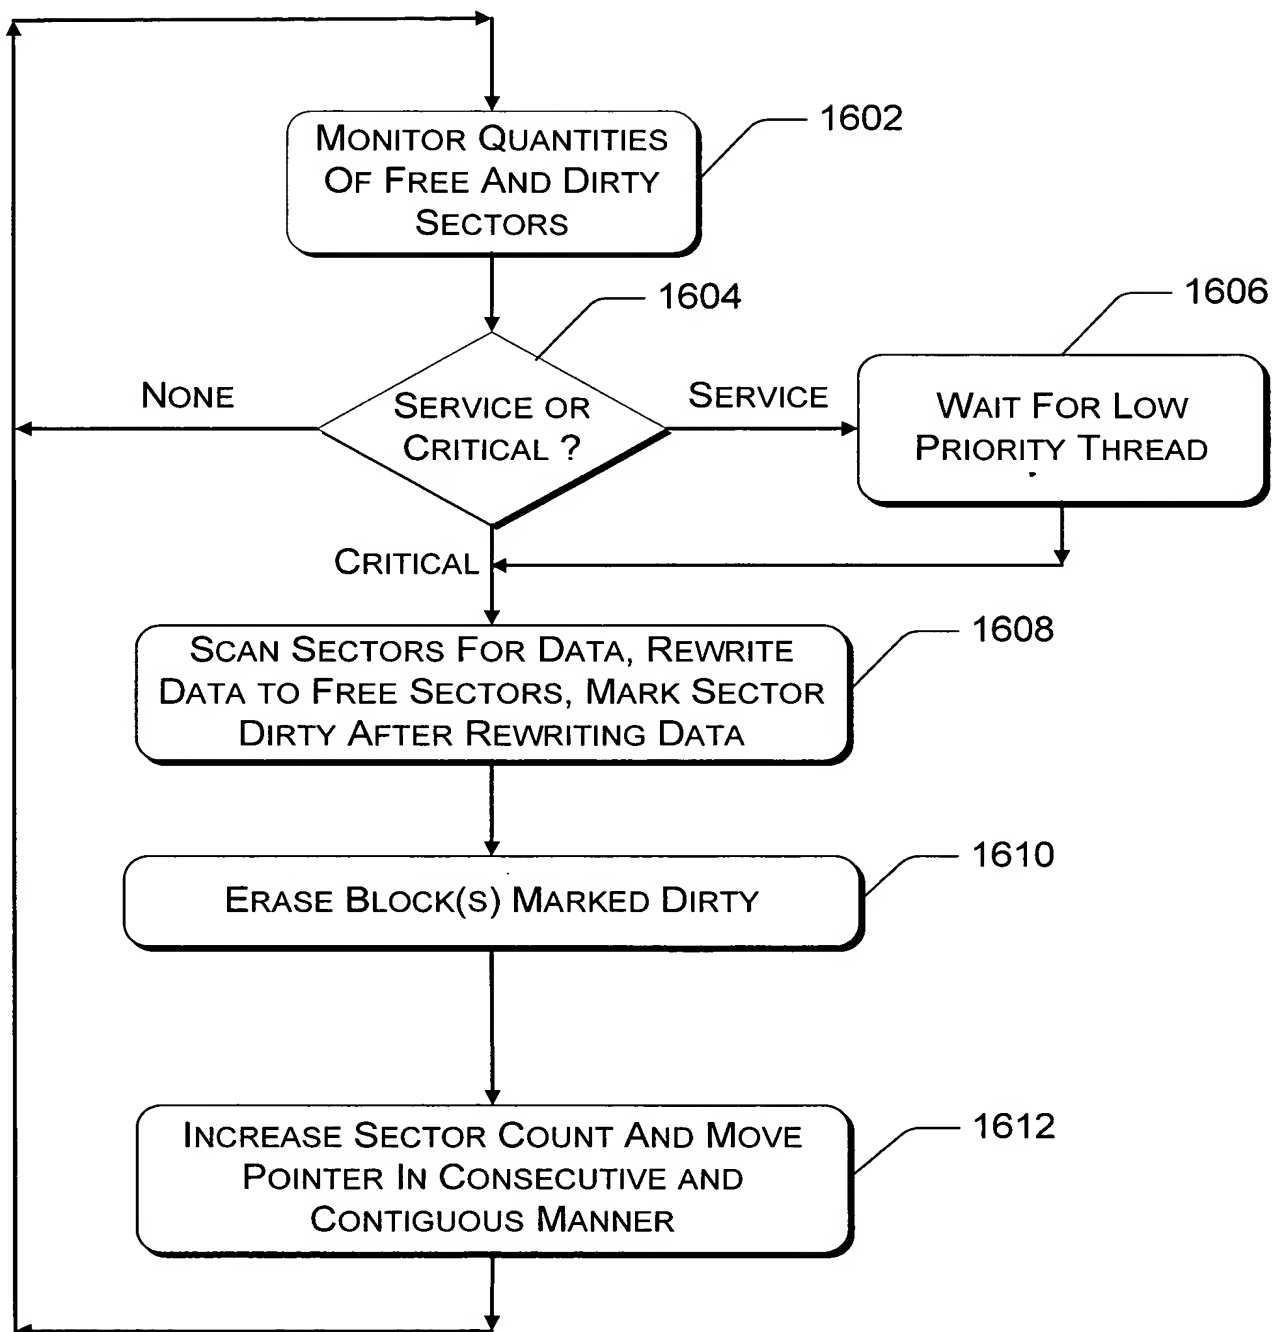 MONITOR QUANTITIES
OF FREE AND DIRTY
SECTORS
1602
1604
1606
NONE
SERVICE OR
CRITICAL ?
SERVICE
WAIT FOR LOW
PRIORITY THREAD
CRITICAL
SCAN SECTORS FOR DATA, REWRITE
DATA TO FREE SECTORS, MARK SECTOR
DIRTY AFTER REWRITING DATA
1608
ERASE BLOCK(S) MARKED DIRTY
1610
INCREASE SECTOR COUNT AND MOVE
POINTER IN CONSECUTIVE AND
CONTIGUOUS MANNER
1612